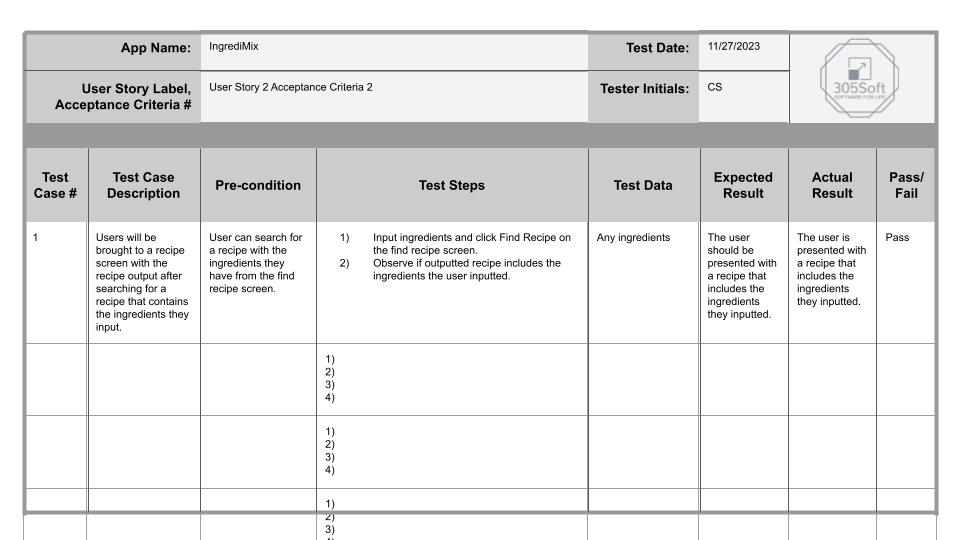 App Name:
IngrediMix
Test Date:
11/27/2023
305Soft
SOFTWARE FOR LIFE
User Story Label,
Acceptance Criteria #
User Story 2 Acceptance Criteria 2
Tester Initials:
CS
Test
Case #
Test Case
Description
Pre-condition
Test Steps
Test Data
Expected
Result
Actual
Result
Pass/
Fail
1
Users will be
brought to a recipe
screen with the
recipe output after
searching for a
recipe that contains
the ingredients they
input.
User can search for
a recipe with the
ingredients they
have from the find
recipe screen.
1) Input ingredients and click Find Recipe on
the find recipe screen.
2) Observe if outputted recipe includes the
ingredients the user inputted.
Any ingredients
The user
should be
presented with
a recipe that
includes the
ingredients
they inputted.
The user is
presented with
a recipe that
includes the
ingredients
they inputted.
Pass
1)
2)
3)
4)
1)
2)
3)
4)
1)
2)
3)
4)